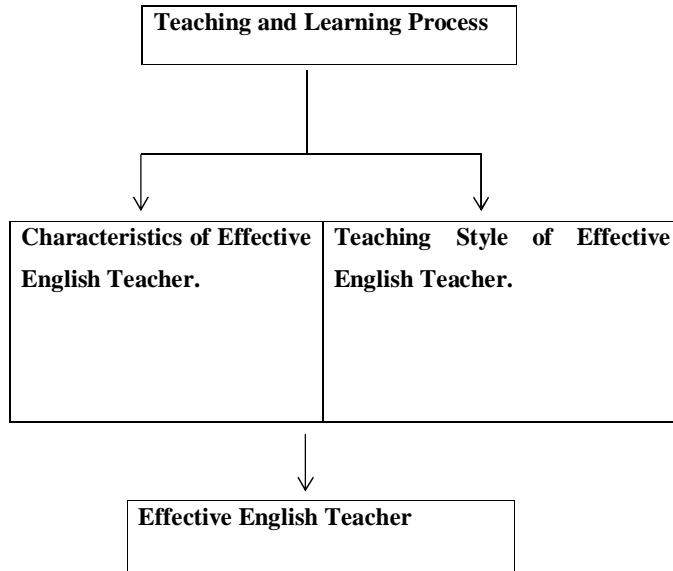 Teaching and Learning Process
Characteristics of Effective
English Teacher.
Teaching Style of Effective
English Teacher.
Effective English Teacher